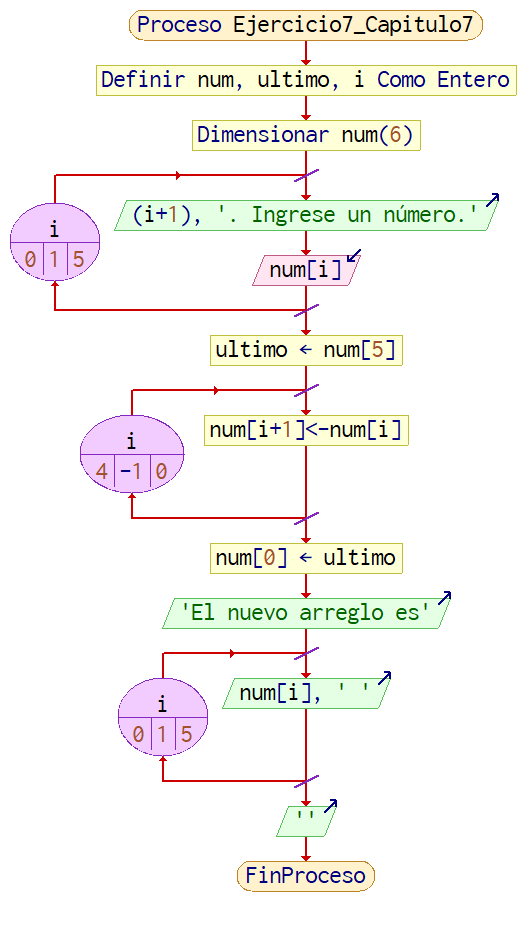 Proceso Ejercicio7_Capitulo7
Definir num, ultimo, i Como Entero
Dimensionar num(6)
(i+1), '. Ingrese un número.'
i
0 1 5
num[i]
ultimo ← num[5]
num[i+1]<-num[i]
i
4 -1 0
num[0] ← ultimo
'El nuevo arreglo es'
num[i], ' '
i
0 1 5
''
FinProceso